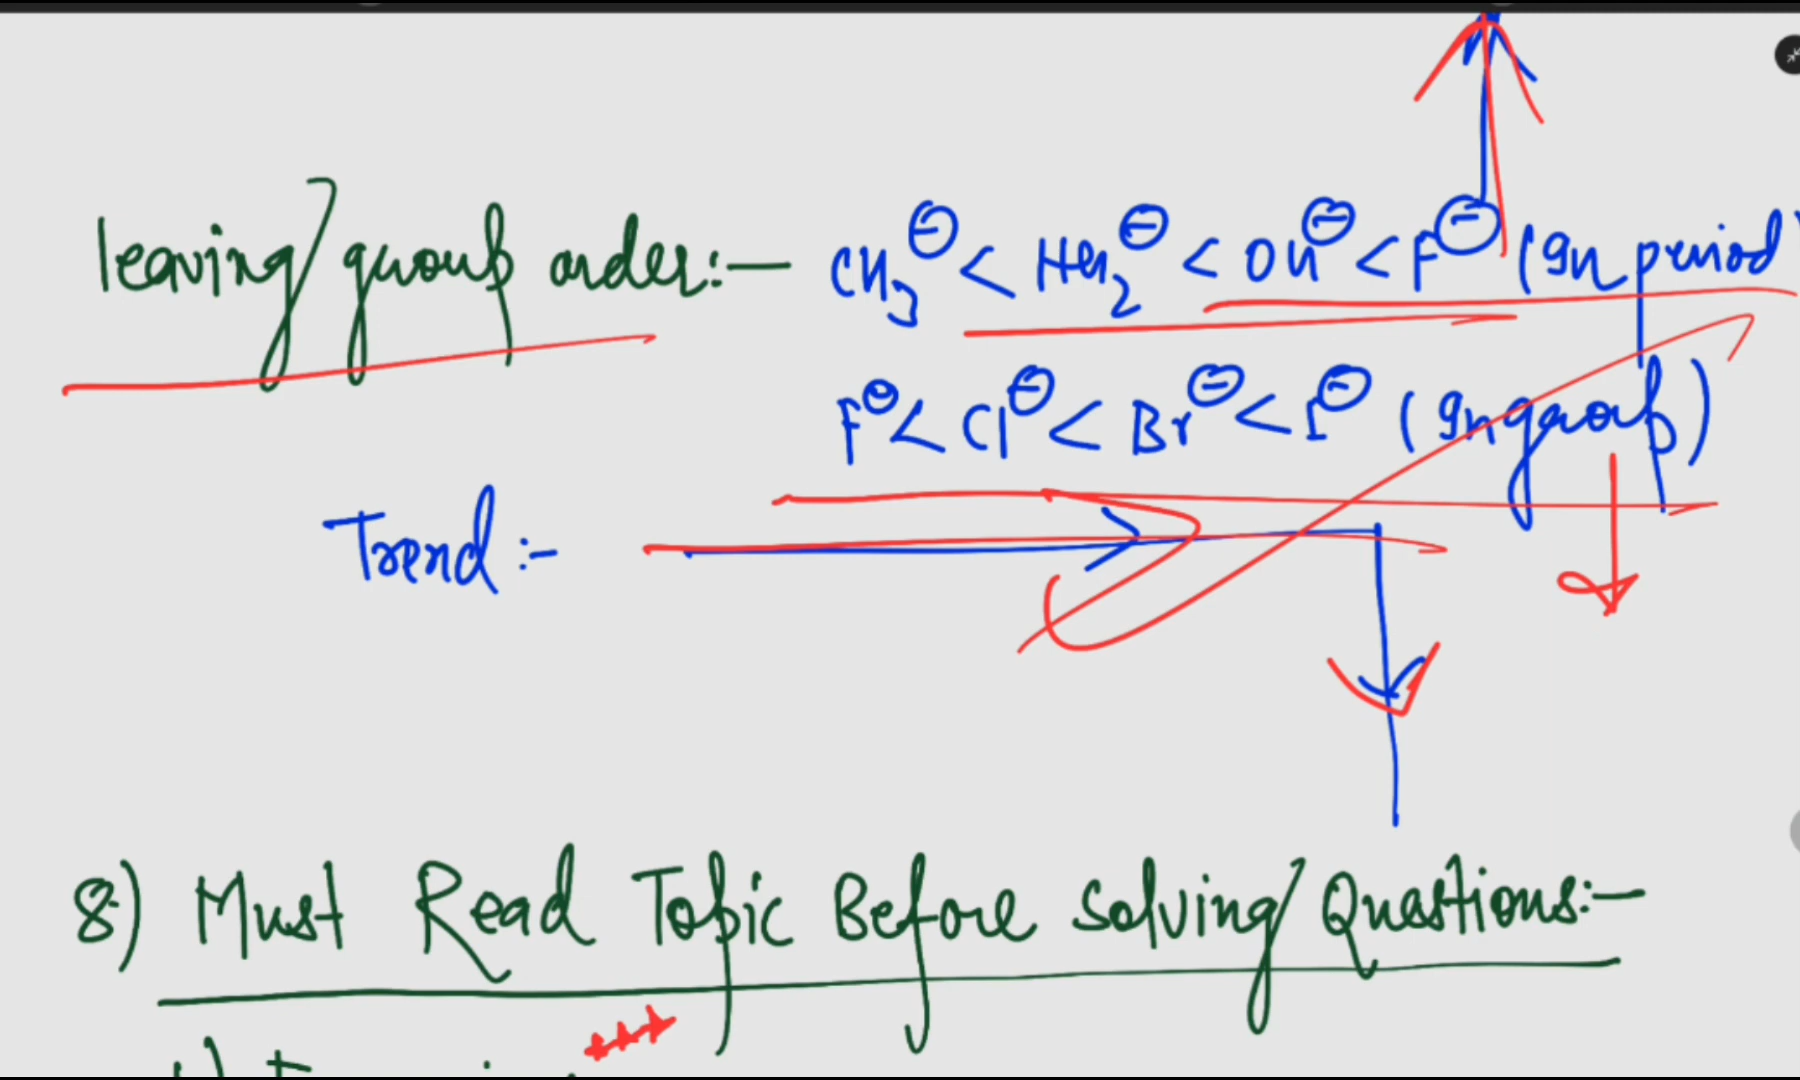 leaving group order:— CH₃⊖ < NH₂⊖ < OH⊖ < F⊖ (In period)
F⊖ < Cl⊖ < Br⊖ < I⊖ (In group)
Trend:-
8) Must Read Topic Before Solving Questions:—